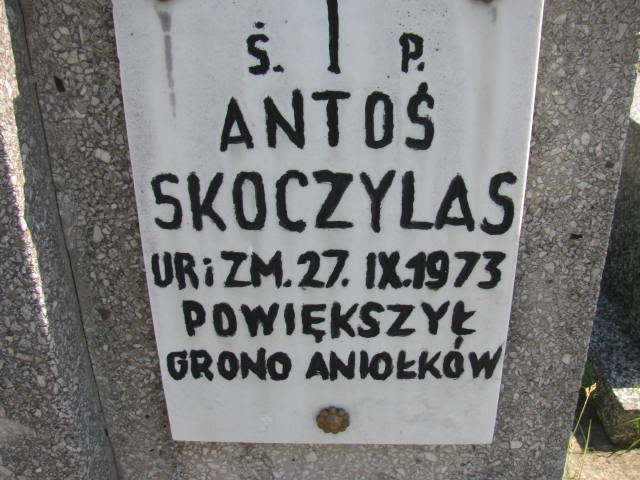 Ś. P.
ANTOŚ
SKOCZYLAS
UR i ZM. 27. IX. 1973
POWIĘKSZYŁ
GRONO ANIOŁKÓW